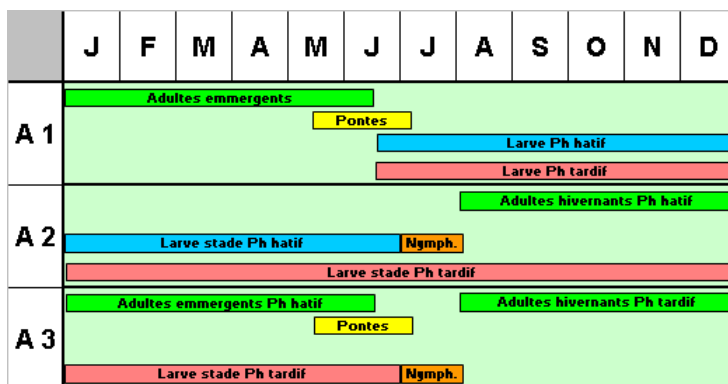 J F M A M J J A S O N D
A 1
Adultes emmergents
Pontes
Larve Ph hatif
Larve Ph tardif
A 2
Adultes hivernants Ph hatif
Larve stade Ph hatif Nymph.
Larve stade Ph tardif
A 3
Adultes emmergents Ph hatif Adultes hivernants Ph tardif
Pontes
Larve stade Ph tardif Nymph.